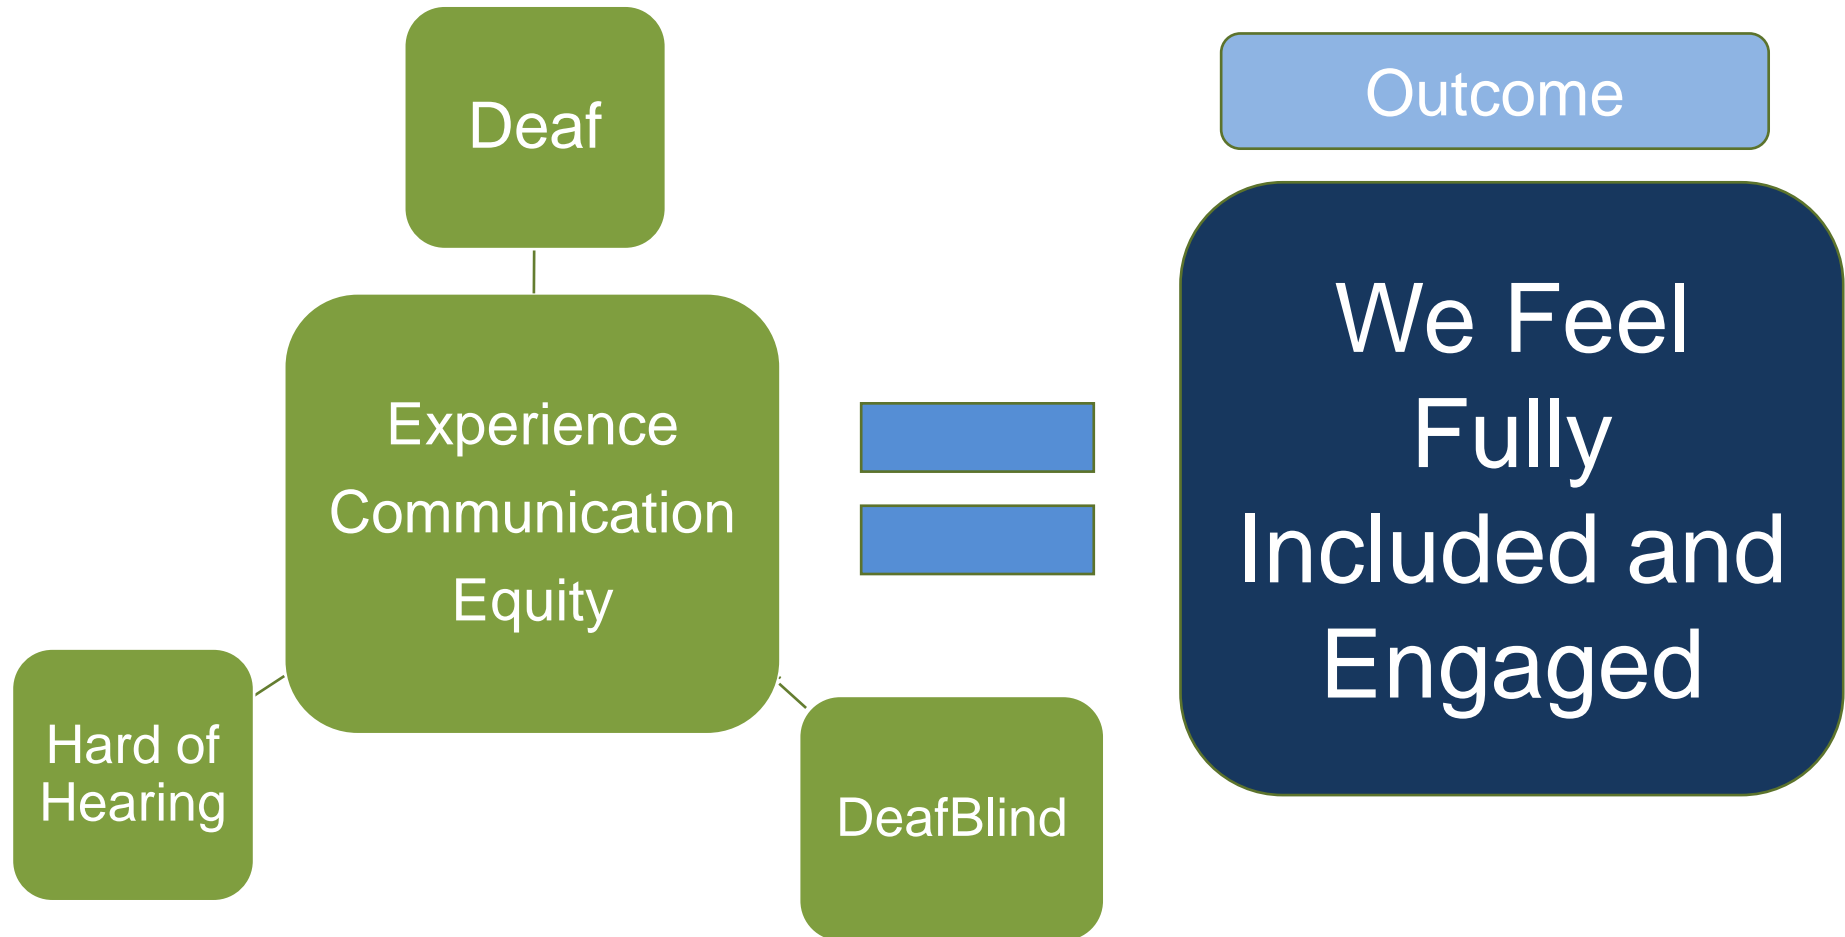 Deaf
Experience
Communication
Equity
Hard of
Hearing
DeafBlind
Outcome
We Feel
Fully
Included and
Engaged